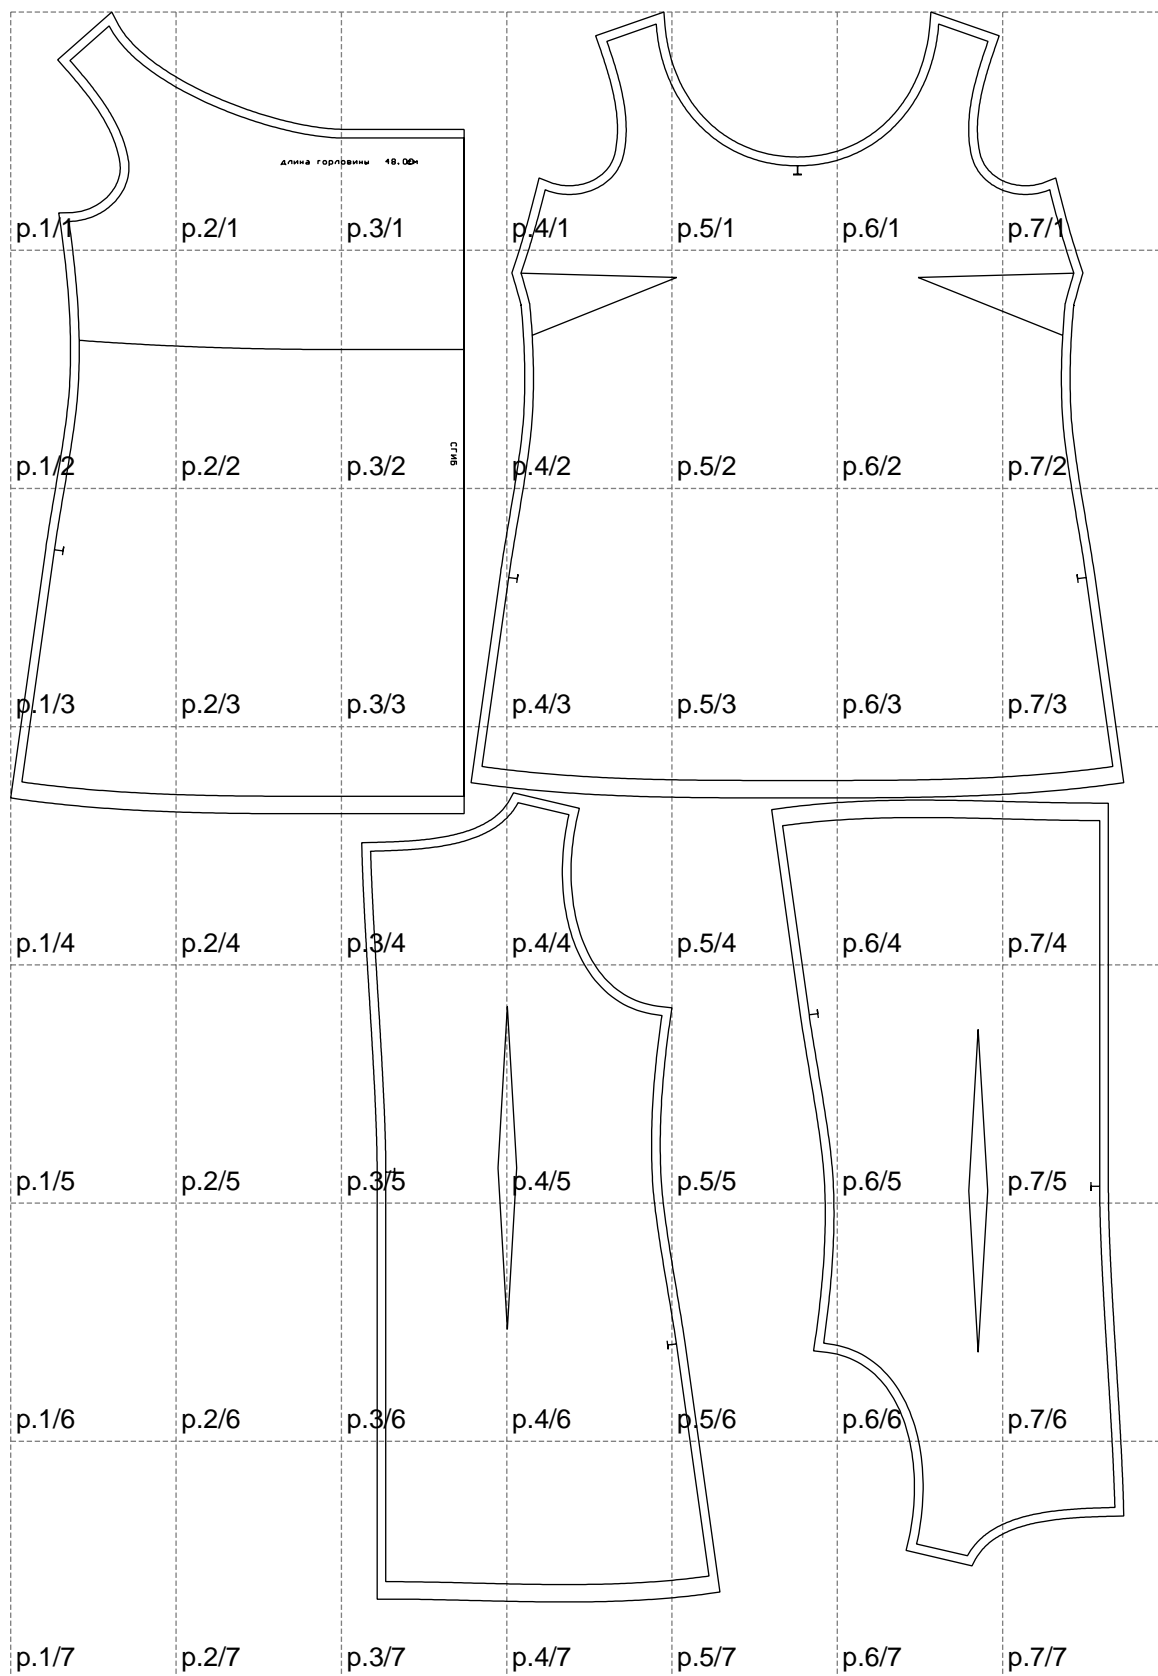 длина горловины 48.00см
p.1/1 p.2/1 p.3/1 p.4/1 p.5/1 p.6/1 p.7/1
сгиб
p.1/2 p.2/2 p.3/2 p.4/2 p.5/2 p.6/2 p.7/2
p.1/3 p.2/3 p.3/3 p.4/3 p.5/3 p.6/3 p.7/3
p.1/4 p.2/4 p.3/4 p.4/4 p.5/4 p.6/4 p.7/4
p.1/5 p.2/5 p.3/5 p.4/5 p.5/5 p.6/5 p.7/5
p.1/6 p.2/6 p.3/6 p.4/6 p.5/6 p.6/6 p.7/6
p.1/7 p.2/7 p.3/7 p.4/7 p.5/7 p.6/7 p.7/7